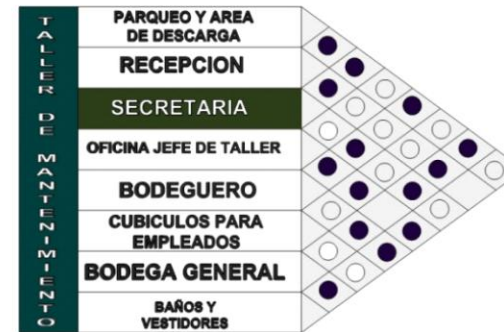 TALLER DE MANTENIMIENTO
PARQUEO Y AREA
DE DESCARGA
RECEPCION
SECRETARIA
OFICINA JEFE DE TALLER
BODEGUERO
CUBICULOS PARA
EMPLEADOS
BODEGA GENERAL
BAÑOS Y
VESTIDORES